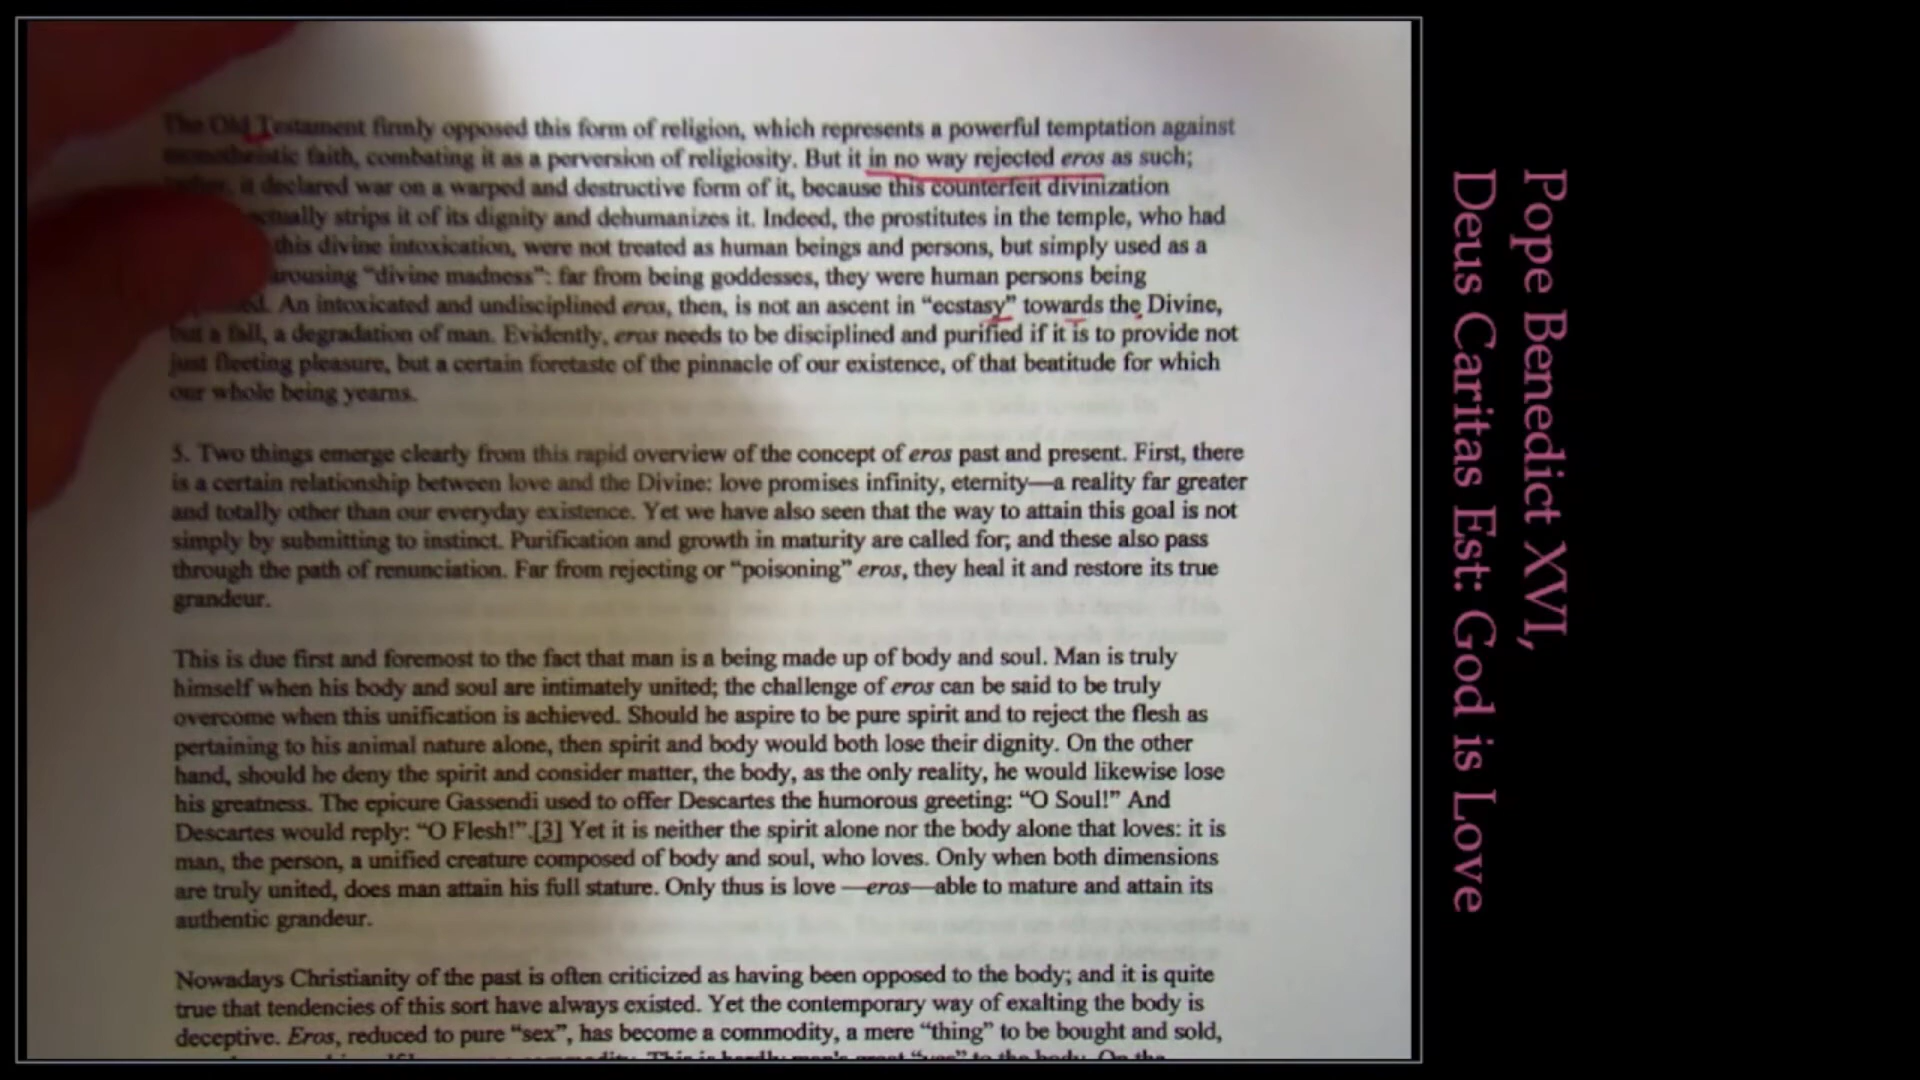 The Old Testament firmly opposed this form of religion, which represents a powerful temptation against
monotheistic faith, combating it as a perversion of religiosity. But it in no way rejected eros as such;
it declared war on a warped and destructive form of it, because this counterfeit divinization
actually strips it of its dignity and dehumanizes it. Indeed, the prostitutes in the temple, who had
this divine intoxication, were not treated as human beings and persons, but simply used as a
arousing “divine madness”: far from being goddesses, they were human persons being
An intoxicated and undisciplined eros, then, is not an ascent in “ecstasy” towards the Divine,
but a fall, a degradation of man. Evidently, eros needs to be disciplined and purified if it is to provide not
just fleeting pleasure, but a certain foretaste of the pinnacle of our existence, of that beatitude for which
our whole being yearns.
5. Two things emerge clearly from this rapid overview of the concept of eros past and present. First, there
is a certain relationship between love and the Divine: love promises infinity, eternity—a reality far greater
and totally other than our everyday existence. Yet we have also seen that the way to attain this goal is not
simply by submitting to instinct. Purification and growth in maturity are called for; and these also pass
through the path of renunciation. Far from rejecting or “poisoning” eros, they heal it and restore its true
grandeur.
This is due first and foremost to the fact that man is a being made up of body and soul. Man is truly
himself when his body and soul are intimately united; the challenge of eros can be said to be truly
overcome when this unification is achieved. Should he aspire to be pure spirit and to reject the flesh as
pertaining to his animal nature alone, then spirit and body would both lose their dignity. On the other
hand, should he deny the spirit and consider matter, the body, as the only reality, he would likewise lose
his greatness. The epicure Gassendi used to offer Descartes the humorous greeting: “O Soul!” And
Descartes would reply: “O Flesh!”.[3] Yet it is neither the spirit alone nor the body alone that loves: it is
man, the person, a unified creature composed of body and soul, who loves. Only when both dimensions
are truly united, does man attain his full stature. Only thus is love —eros—able to mature and attain its
authentic grandeur.
Nowadays Christianity of the past is often criticized as having been opposed to the body; and it is quite
true that tendencies of this sort have always existed. Yet the contemporary way of exalting the body is
deceptive. Eros, reduced to pure “sex”, has become a commodity, a mere “thing” to be bought and sold,
This is hardly man's great “yes” to the body. On the
Pope Benedict XVI,
Deus Caritas Est: God is Love